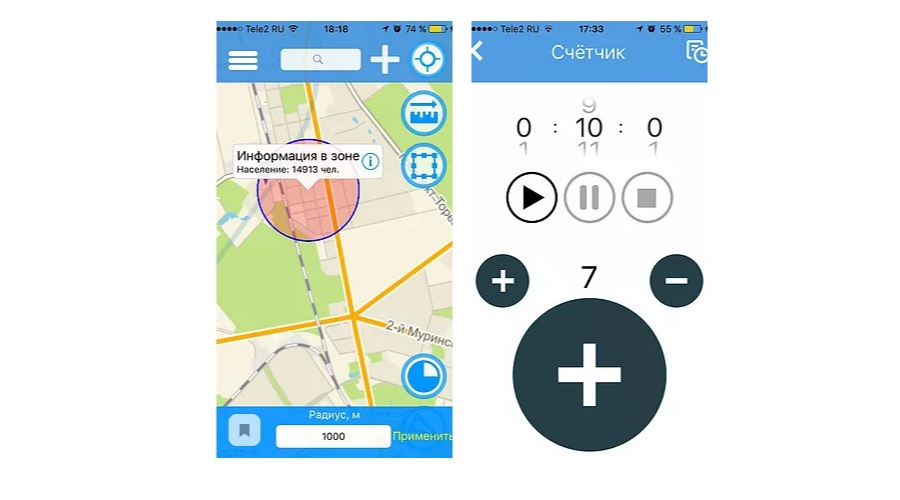 Tele2 RU 18:18 74 %
Информация в зоне
Население: 14913 чел.
2-й Муринс
Радиус, м
1000
Применить
Tele2 RU 17:33 55 %
Счётчик
9
0 : 10 : 0
1 11 1
7